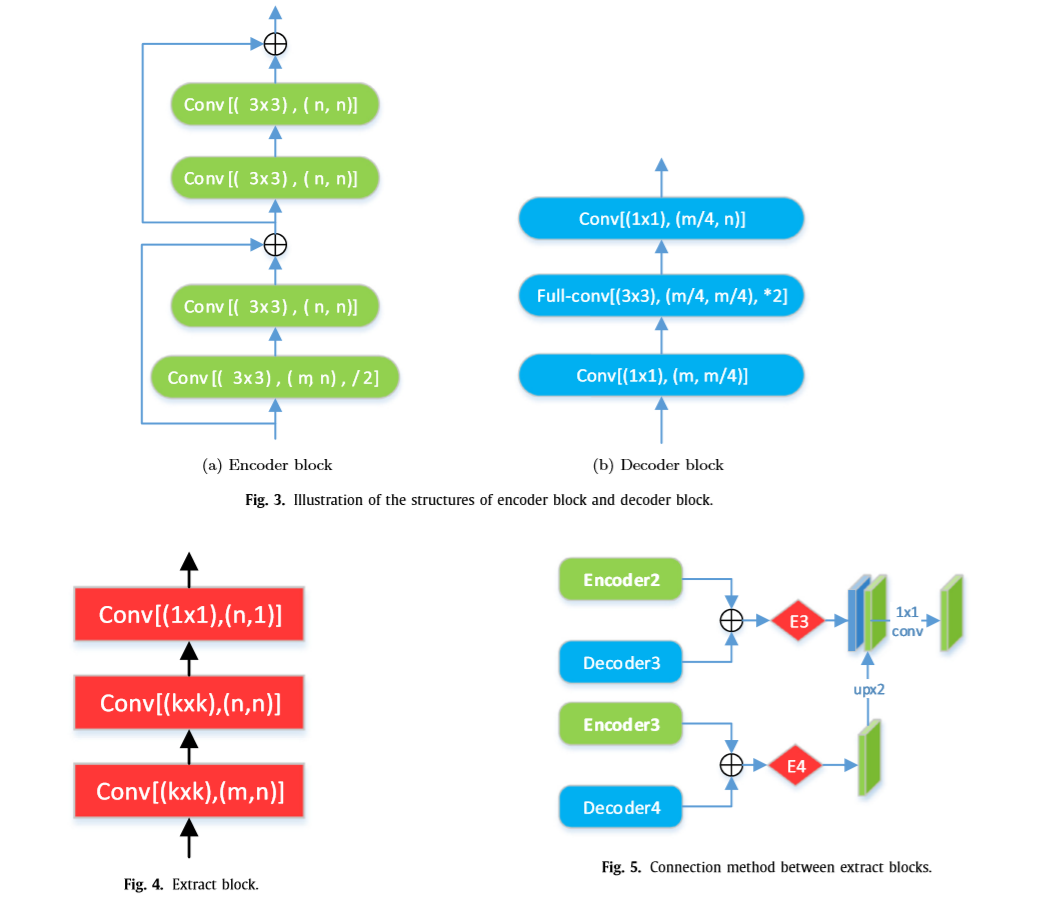 Conv[( 3x3) , ( n, n)]
Conv[( 3x3) , ( n, n)]
Conv[( 3x3) , ( n, n)]
Conv[( 3x3) , ( m, n) , /2]
(a) Encoder block
Conv[(1x1), (m/4, n)]
Full-conv[(3x3), (m/4, m/4), *2]
Conv[(1x1), (m, m/4)]
(b) Decoder block
Fig. 3. Illustration of the structures of encoder block and decoder block.
Conv[(1x1),(n,1)]
Conv[(kxk),(n,n)]
Conv[(kxk),(m,n)]
Fig. 4. Extract block.
Encoder2
Decoder3
E3
1x1
conv
upx2
Encoder3
Decoder4
E4
Fig. 5. Connection method between extract blocks.